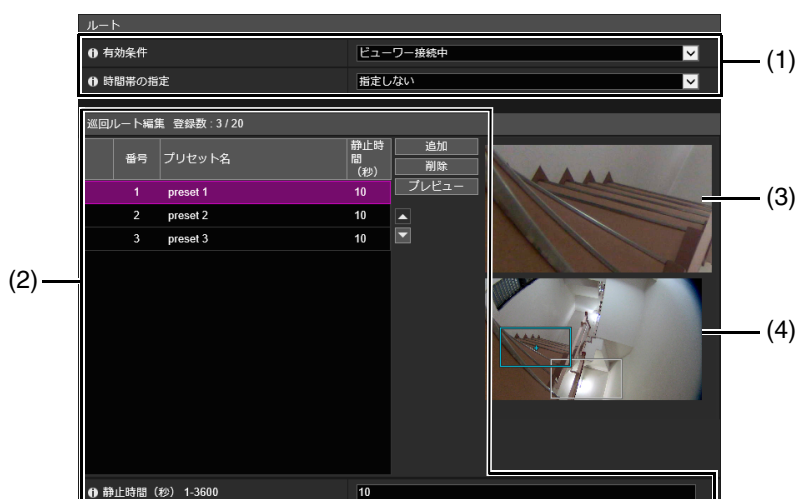 ルート
有効条件 ビューワー接続中
(1)
時間帯の指定 指定しない
巡回ルート編集 登録数 : 3 / 20
番号 プリセット名 静止時間（秒）
追加
削除
プレビュー
1 preset 1 10
2 preset 2 10
3 preset 3 10
(2)
(3)
(4)
静止時間（秒） 1-3600 10